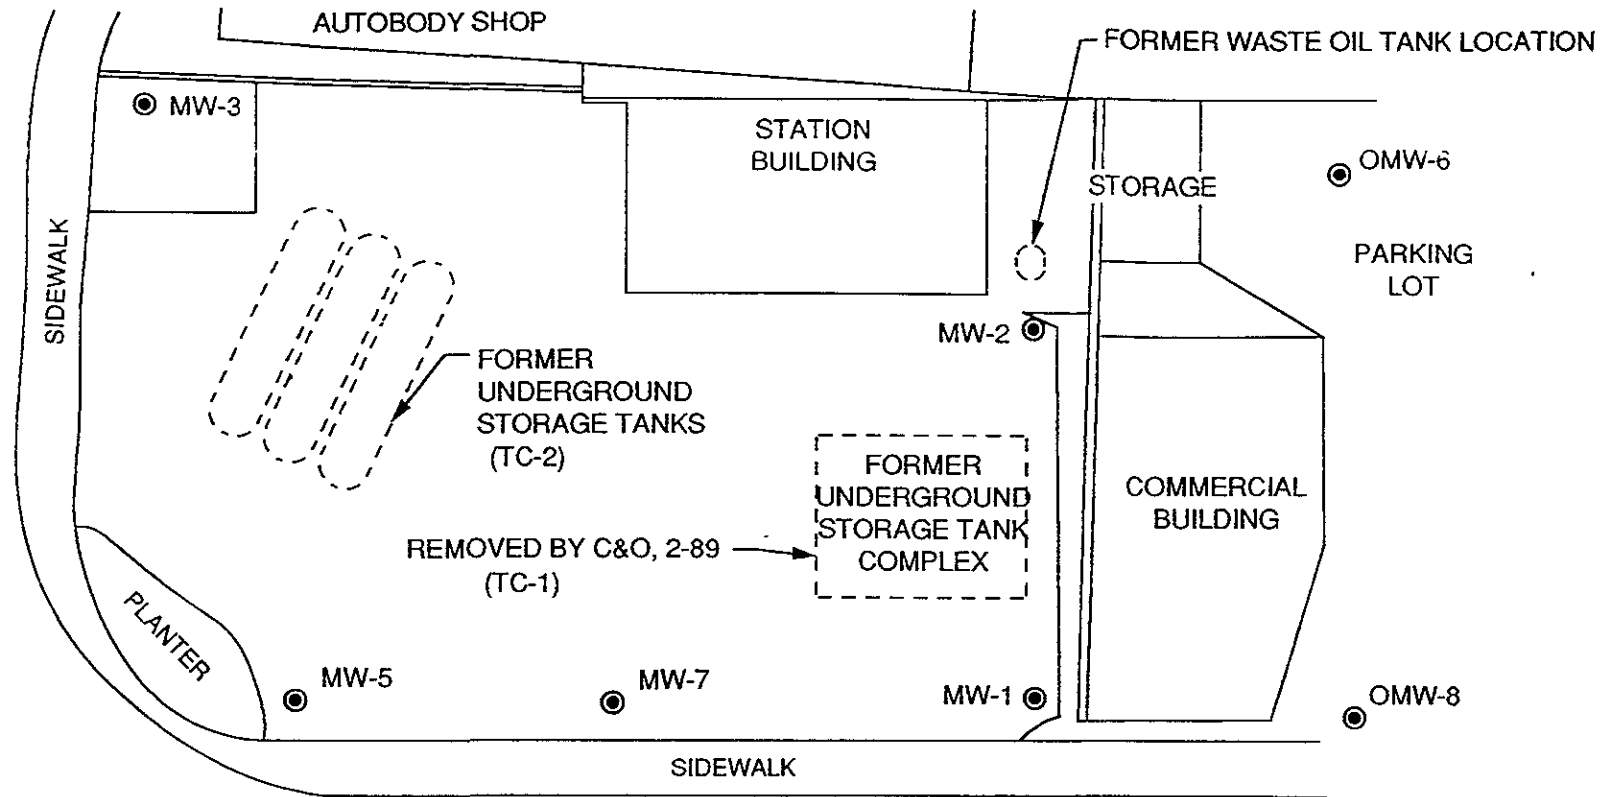 AUTOBODY SHOP
FORMER WASTE OIL TANK LOCATION
MW-3
STATION
BUILDING
OMW-6
STORAGE
SIDEWALK
PARKING
LOT
MW-2
FORMER
UNDERGROUND
STORAGE TANKS
(TC-2)
FORMER
UNDERGROUND
STORAGE TANK
COMPLEX
COMMERCIAL
BUILDING
REMOVED BY C&O, 2-89
(TC-1)
PLANTER
MW-5
MW-7
MW-1
OMW-8
SIDEWALK